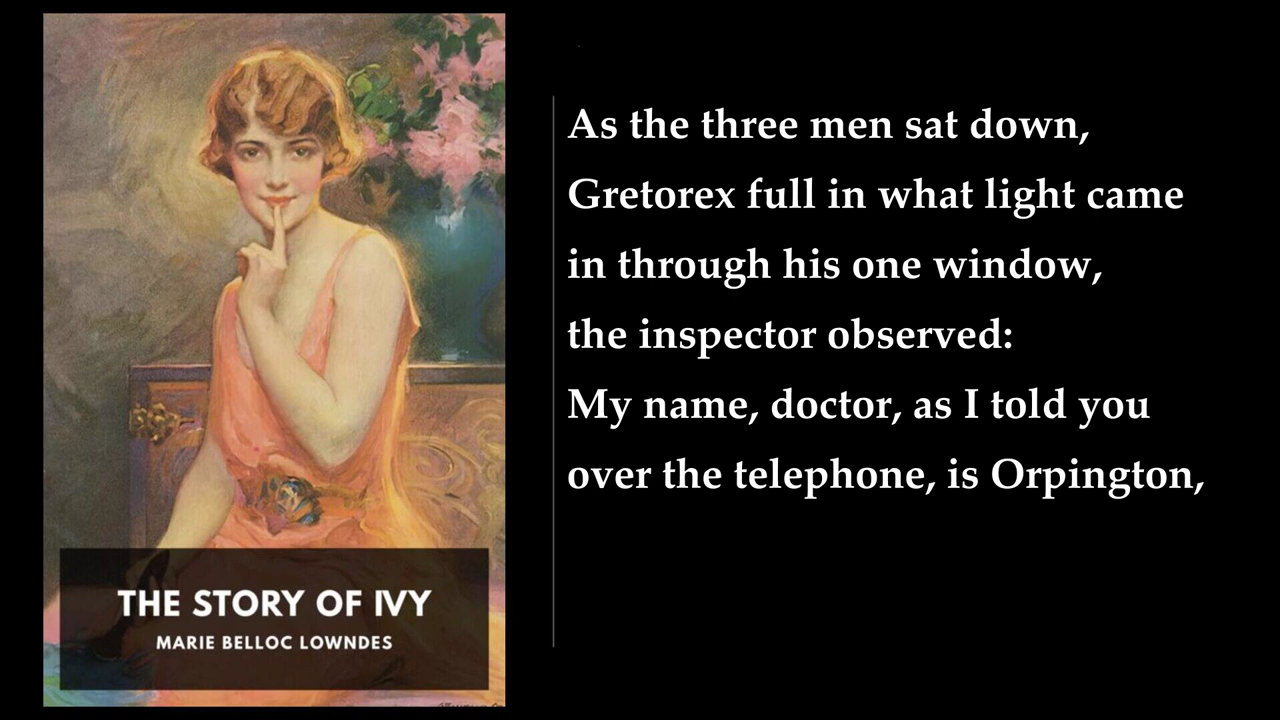 THE STORY OF IVY
MARIE BELLOC LOWNDES
As the three men sat down,
Gretorex full in what light came
in through his one window,
the inspector observed:
My name, doctor, as I told you
over the telephone, is Orpington,